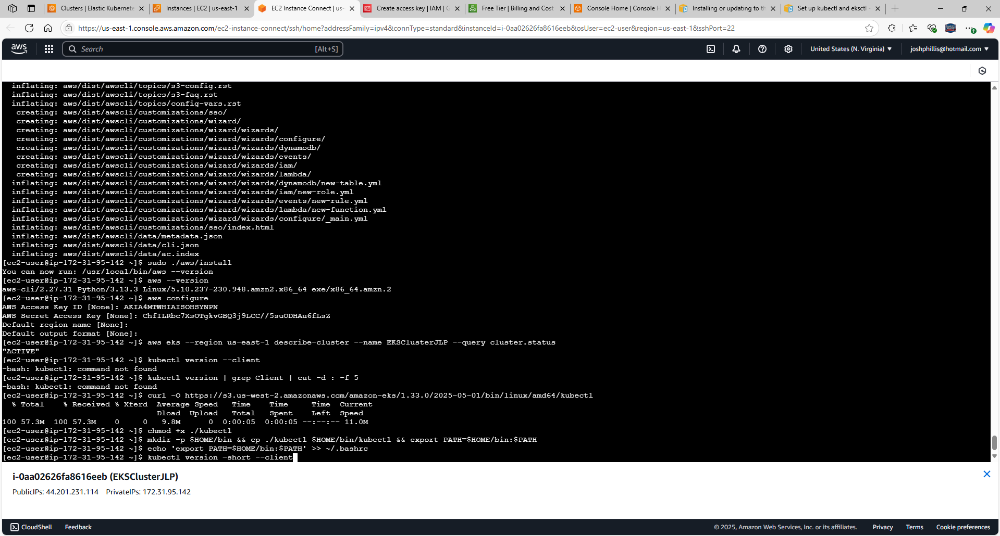 Clusters | Elastic Kubernete
Instances | EC2 | us-east-1
EC2 Instance Connect | us-
Create access key | IAM | G
Free Tier | Billing and Cost
Console Home | Console H
Installing or updating to th
Set up kubectl and eksctl -
https://us-east-1.console.aws.amazon.com/ec2-instance-connect/ssh/home?addressFamily=ipv4&connType=standard&instanceId=i-0aa02626fa8616eeb&osUser=ec2-user&region=us-east-1&sshPort=22
aws
Search
[Alt+S]
United States (N. Virginia)
joshphillis@hotmail.com
inflating: aws/dist/awscli/topics/s3-config.rst
inflating: aws/dist/awscli/topics/s3-faq.rst
inflating: aws/dist/awscli/topics/config-vars.rst
creating: aws/dist/awscli/customizations/sso/
creating: aws/dist/awscli/customizations/wizard/
creating: aws/dist/awscli/customizations/wizard/wizards/
creating: aws/dist/awscli/customizations/wizard/wizards/configure/
creating: aws/dist/awscli/customizations/wizard/wizards/dynamodb/
creating: aws/dist/awscli/customizations/wizard/wizards/events/
creating: aws/dist/awscli/customizations/wizard/wizards/iam/
creating: aws/dist/awscli/customizations/wizard/wizards/lambda/
inflating: aws/dist/awscli/customizations/wizard/wizards/dynamodb/new-table.yml
inflating: aws/dist/awscli/customizations/wizard/wizards/iam/new-role.yml
inflating: aws/dist/awscli/customizations/wizard/wizards/events/new-rule.yml
inflating: aws/dist/awscli/customizations/wizard/wizards/lambda/new-function.yml
inflating: aws/dist/awscli/customizations/wizard/wizards/configure/_main.yml
inflating: aws/dist/awscli/customizations/sso/index.html
inflating: aws/dist/awscli/data/metadata.json
inflating: aws/dist/awscli/data/cli.json
inflating: aws/dist/awscli/data/ac.index
[ec2-user@ip-172-31-95-142 ~]$ sudo ./aws/install
You can now run: /usr/local/bin/aws --version
[ec2-user@ip-172-31-95-142 ~]$ aws --version
aws-cli/2.27.31 Python/3.13.3 Linux/5.10.237-230.948.amzn2.x86_64 exe/x86_64.amzn.2
[ec2-user@ip-172-31-95-142 ~]$ aws configure
AWS Access Key ID [None]: AKIA4MTWHIAISOHSYNPN
AWS Secret Access Key [None]: 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
Default region name [None]:
Default output format [None]:
[ec2-user@ip-172-31-95-142 ~]$ aws eks --region us-east-1 describe-cluster --name EKSClusterJLP --query cluster.status
"ACTIVE"
[ec2-user@ip-172-31-95-142 ~]$ kubectl version --client
-bash: kubectl: command not found
[ec2-user@ip-172-31-95-142 ~]$ kubectl version | grep Client | cut -d : -f 5
-bash: kubectl: command not found
[ec2-user@ip-172-31-95-142 ~]$ curl -O https://s3.us-west-2.amazonaws.com/amazon-eks/1.33.0/2025-05-01/bin/linux/amd64/kubectl
% Total % Received % Xferd Average Speed Time Time Time Current
Dload Upload Total Spent Left Speed
100 57.3M 100 57.3M 0 0 9.8M 0 0:00:05 0:00:05 --:--:-- 11.0M
[ec2-user@ip-172-31-95-142 ~]$ chmod +x ./kubectl
[ec2-user@ip-172-31-95-142 ~]$ mkdir -p $HOME/bin && cp ./kubectl $HOME/bin/kubectl && export PATH=$HOME/bin:$PATH
[ec2-user@ip-172-31-95-142 ~]$ echo 'export PATH=$HOME/bin:$PATH' >> ~/.bashrc
[ec2-user@ip-172-31-95-142 ~]$ kubectl version -short --client
i-0aa02626fa8616eeb (EKSClusterJLP)
PublicIPs: 44.201.231.114 PrivateIPs: 172.31.95.142
CloudShell
Feedback
© 2025, Amazon Web Services, Inc. or its affiliates.
Privacy
Terms
Cookie preferences